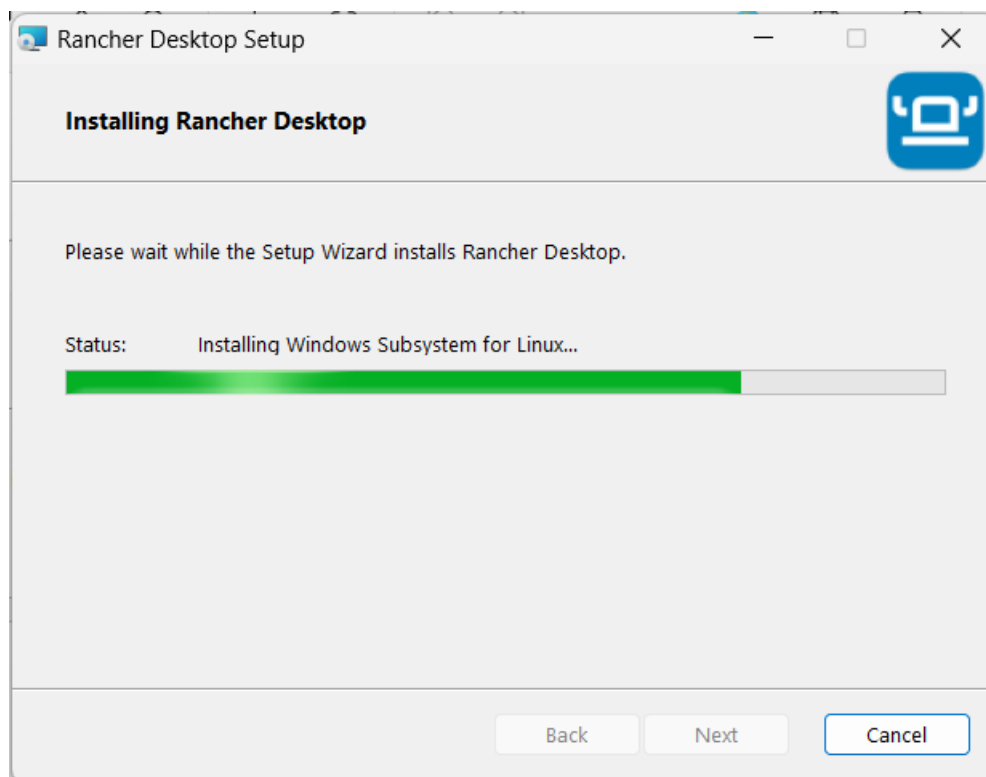 Rancher Desktop Setup
Installing Rancher Desktop
Please wait while the Setup Wizard installs Rancher Desktop.
Status: Installing Windows Subsystem for Linux...
Back Next Cancel